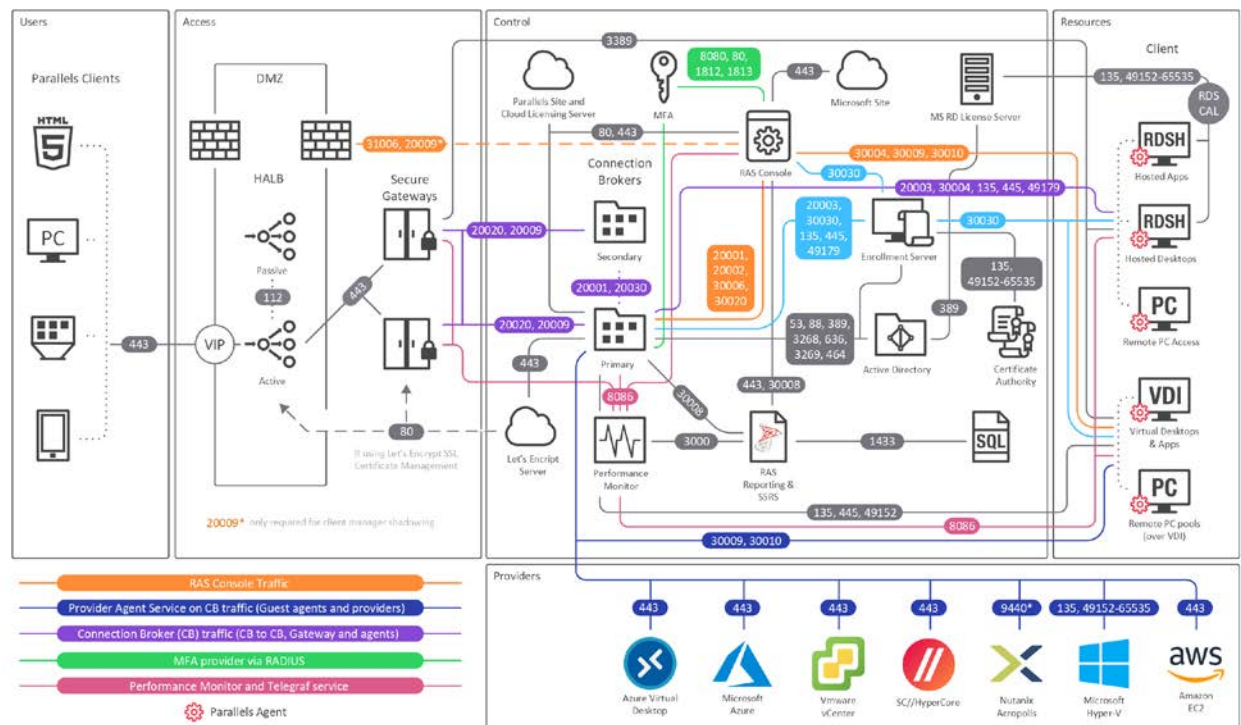 Users
Access
Control
Resources
Parallels Clients
HTML
5
PC
443
VIP
DMZ
HALB
Passive
112
Active
443
Secure
Gateways
80
If using Let's Encrypt SSL
Certificate Management
20009* only required for client manager shadowing
3389
Parallels Site and
Cloud Licensing Server
MFA
8080, 80,
1812, 1813
443
Microsoft Site
MS RD License Server
80, 443
31006, 20009*
RAS Console
30004, 30009, 30010
Connection
Brokers
30030
20003, 30004, 135, 445, 49179
20020, 20009
Secondary
20003,
30030,
135, 445,
49179
Enrollment Server
30030
20001,
20002,
30006,
30020
20001, 20030
135,
49152-65535
20020, 20009
Primary
53, 88, 389,
3268, 636,
3269, 464
389
Active Directory
Certificate
Authority
443
8086
30008
443, 30008
Let's Encript
Server
Performance
Monitor
3000
RAS
Reporting &
SSRS
1433
SQL
135, 445, 49152
8086
30009, 30010
Client
135, 49152-65535
RDS
CAL
RDSH
Hosted Apps
RDSH
Hosted Desktops
PC
Remote PC Access
VDI
Virtual Desktops
& Apps
PC
Remote PC pools
(over VDI)
RAS Console Traffic
Provider Agent Service on CB traffic (Guest agents and providers)
Connection Broker (CB) traffic (CB to CB, Gateway and agents)
MFA provider via RADIUS
Performance Monitor and Telegraf service
Parallels Agent
Providers
443
443
443
443
9440*
135, 49152-65535
443
aws
Azure Virtual
Desktop
Microsoft
Azure
Vmware
vCenter
SC//HyperCore
Nutanix
Acropolis
Microsoft
Hyper-V
Amazon
EC2